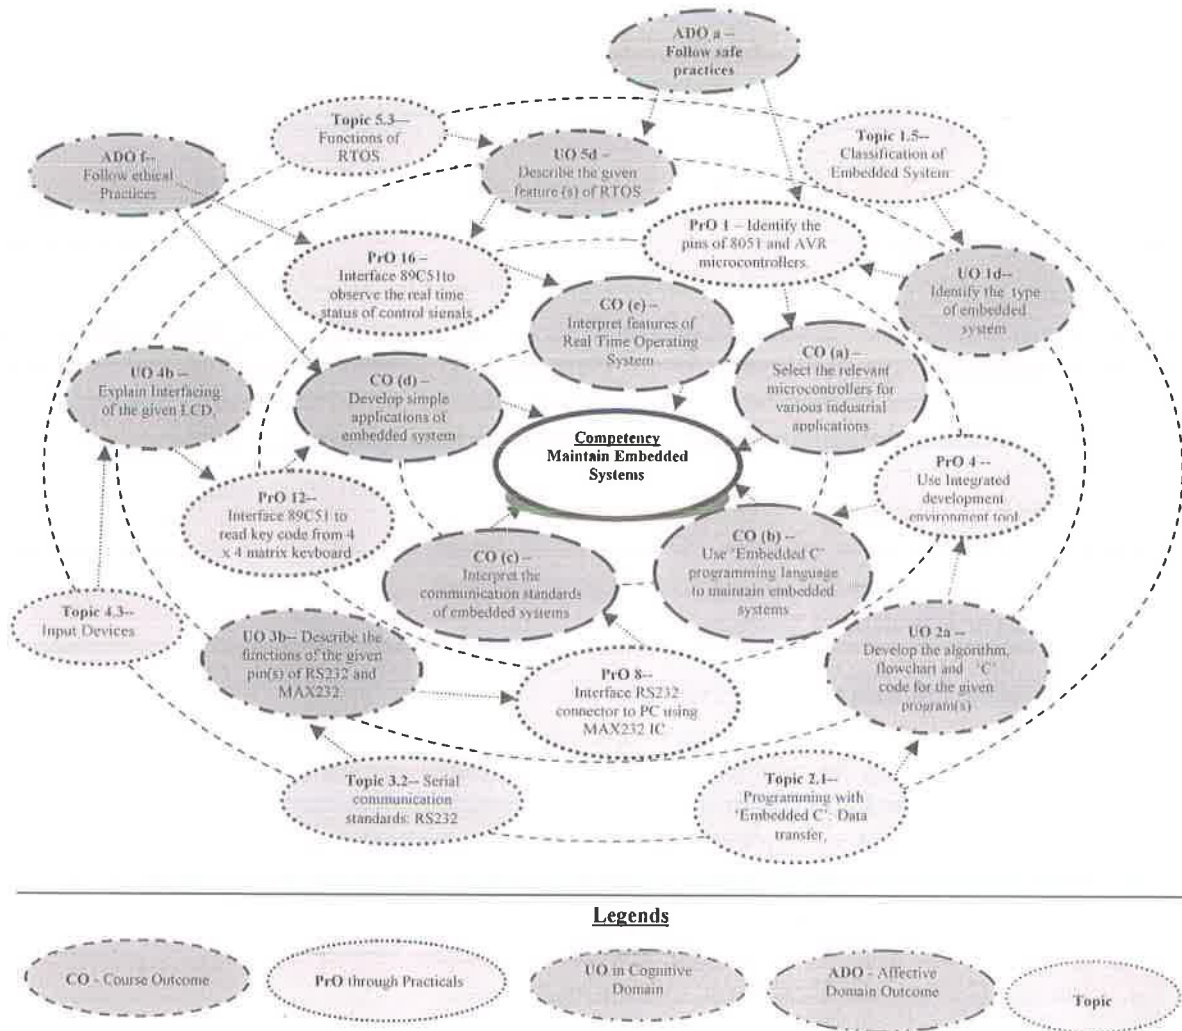 ADO a –
Follow safe
practices
Topic 5.3—
Functions of
RTOS
Topic 1.5--
Classification of
Embedded System
ADO f--
Follow ethical
Practices
UO 5d –
Describe the given
feature (s) of RTOS
PrO 1 – Identify the
pins of 8051 and AVR
microcontrollers.
PrO 16 –
Interface 89C51to
observe the real time
status of control signals
UO 1d–
Identify the type
of embedded
system
CO (e) –
Interpret features of
Real Time Operating
System
UO 4b –
Explain Interfacing
of the given LCD.
CO (d) –
Develop simple
applications of
embedded system
CO (a) –
Select the relevant
microcontrollers for
various industrial
applications
Competency
Maintain Embedded
Systems
PrO 4 --
Use Integrated
development
environment tool
PrO 12--
Interface 89C51 to
read key code from 4
x 4 matrix keyboard
CO (c) –
Interpret the
communication standards
of embedded systems
CO (b) –
Use ‘Embedded C’
programming language
to maintain embedded
systems
Topic 4.3--
Input Devices
UO 3b-- Describe the
functions of the given
pin(s) of RS232 and
MAX232
PrO 8--
Interface RS232
connector to PC using
MAX232 IC
UO 2a --
Develop the algorithm,
flowchart and ‘C’
code for the given
program(s)
Topic 3.2-- Serial
communication
standards: RS232
Topic 2.1--
Programming with
‘Embedded C’: Data
transfer,
Legends
CO - Course Outcome
PrO through Practicals
UO in Cognitive
Domain
ADO - Affective
Domain Outcome
Topic